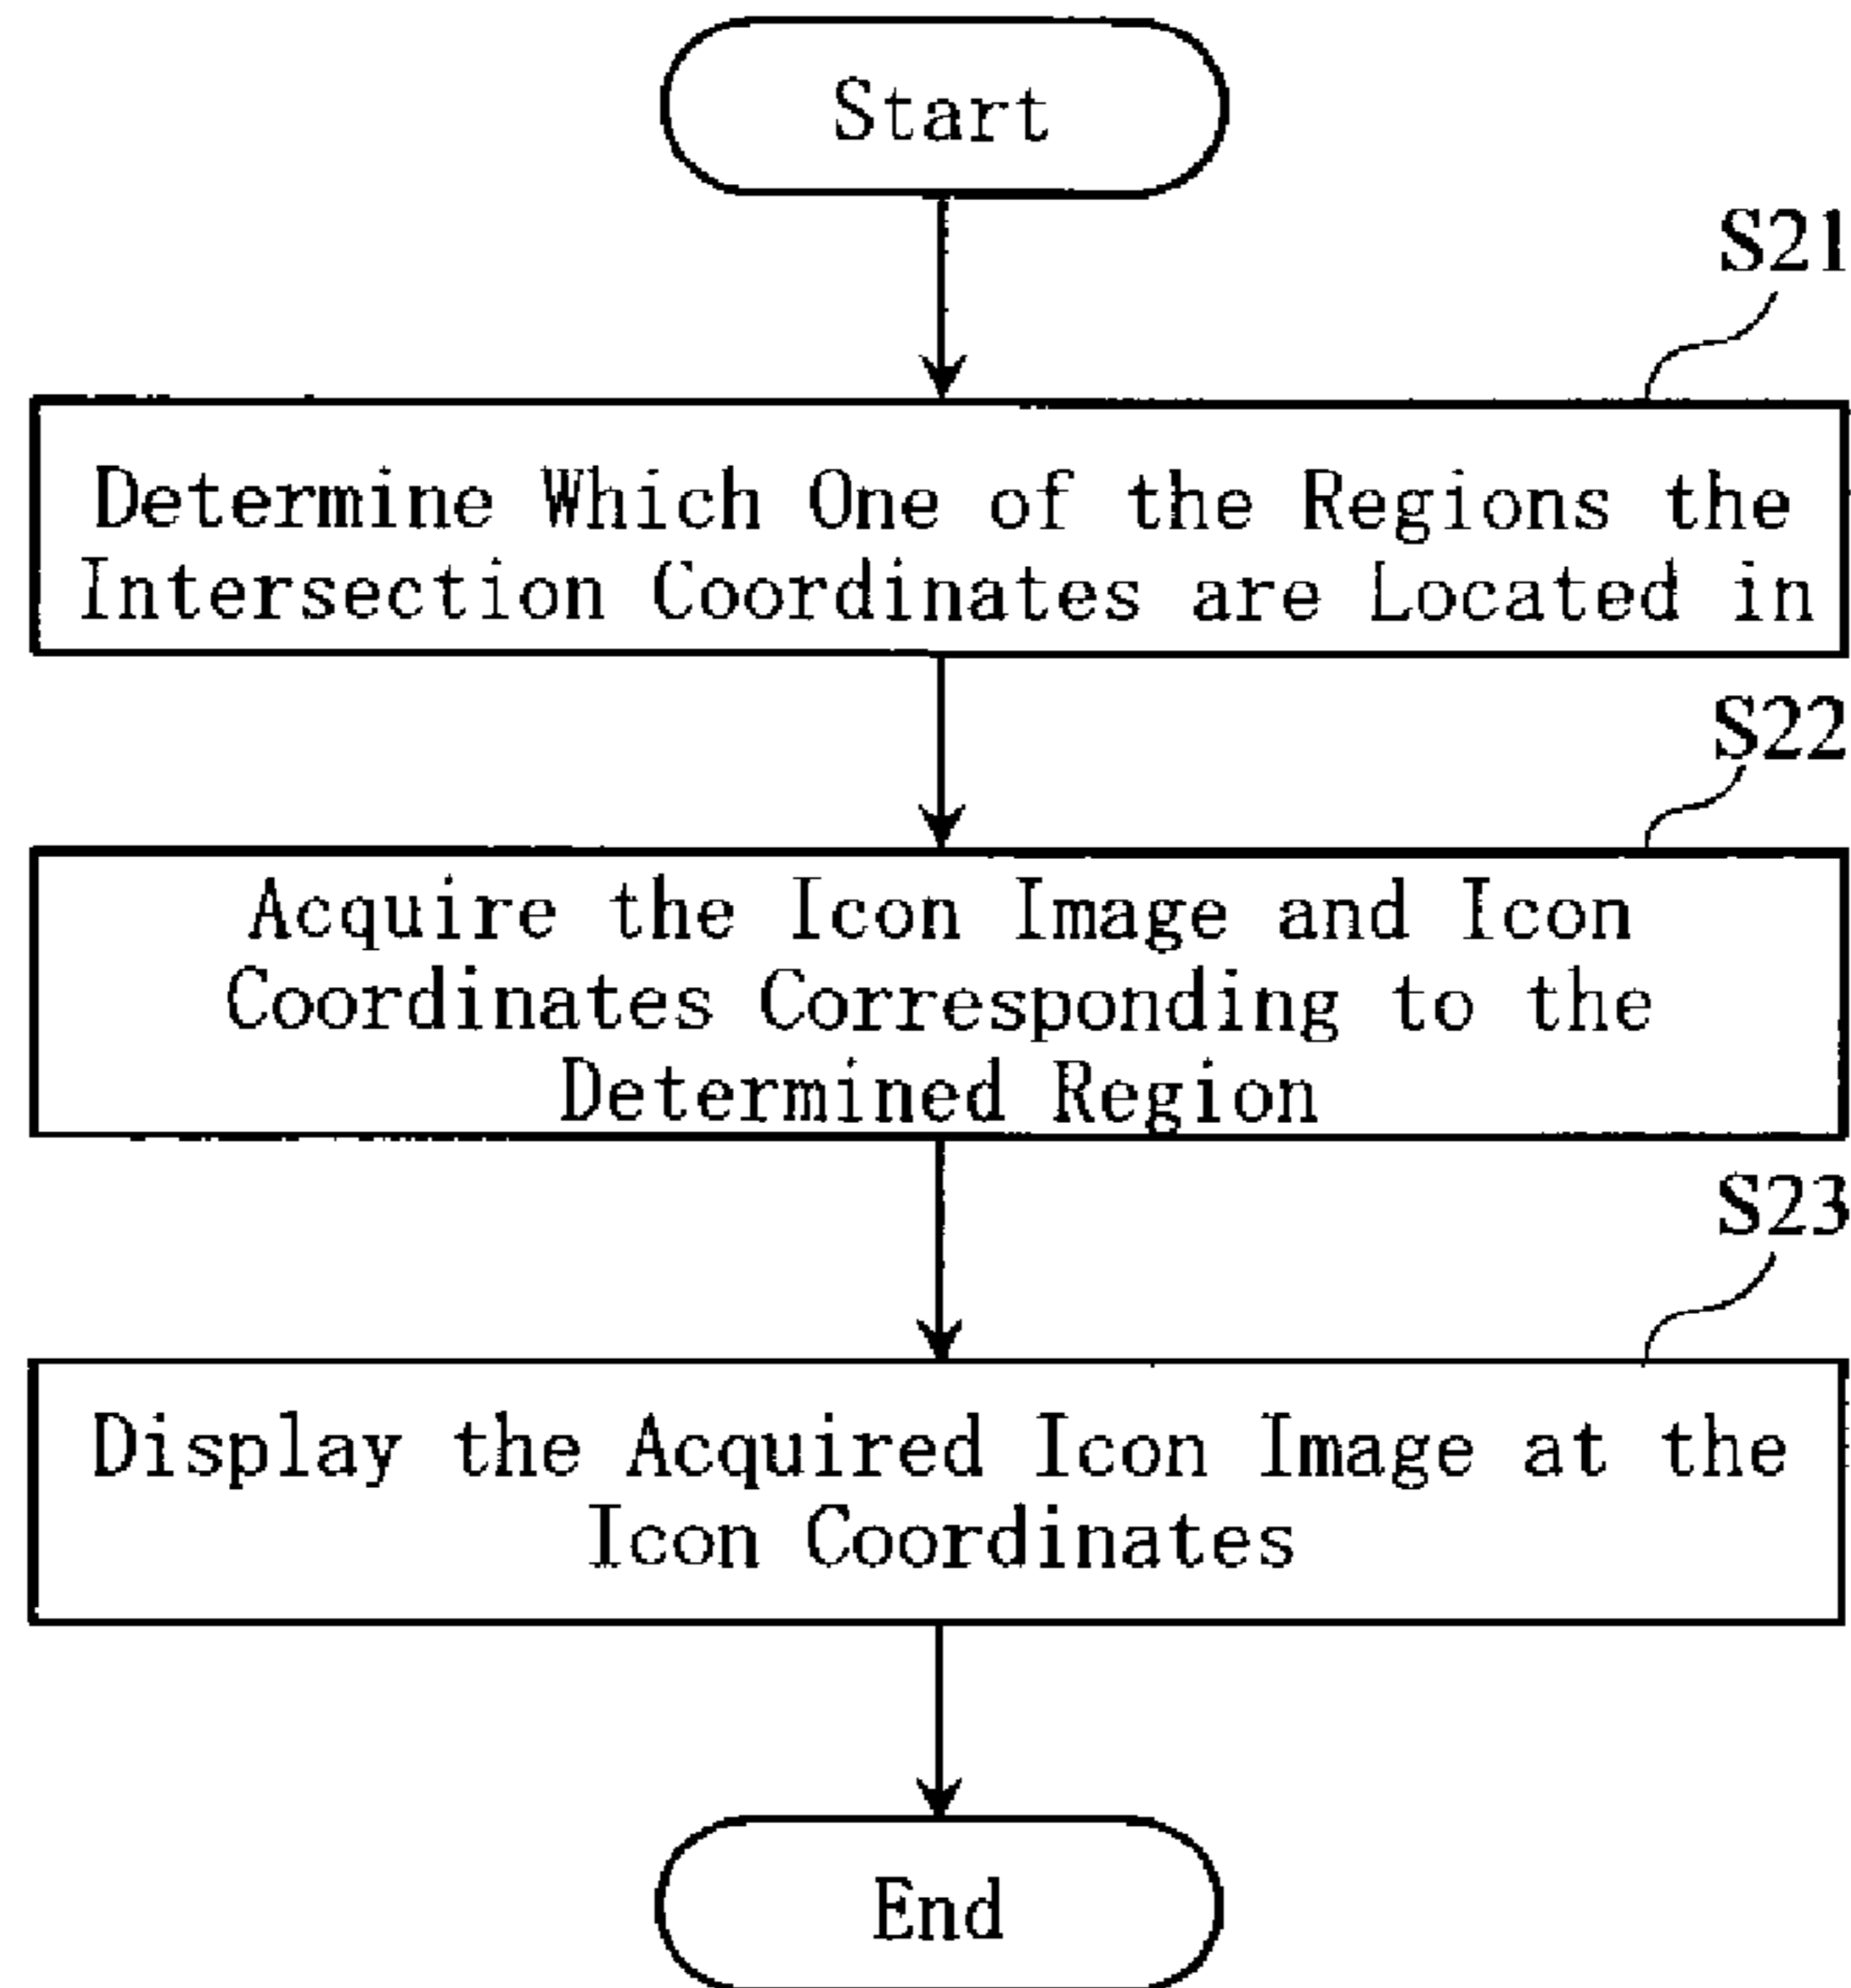 Start
S21
Determine Which One of the Regions the
Intersection Coordinates are Located in
S22
Acquire the Icon Image and Icon
Coordinates Corresponding to the
Determined Region
S23
Display the Acquired Icon Image at the
Icon Coordinates
End